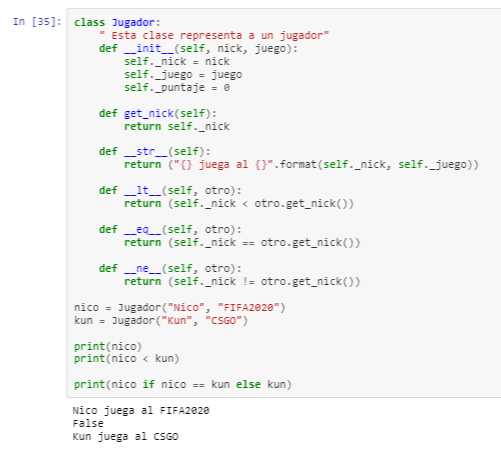 In [35]: class Jugador:
    " Esta clase representa a un jugador"
    def __init__(self, nick, juego):
        self._nick = nick
        self._juego = juego
        self._puntaje = 0

    def get_nick(self):
        return self._nick

    def __str__(self):
        return ("{} juega al {}".format(self._nick, self._juego))

    def __lt__(self, otro):
        return (self._nick < otro.get_nick())

    def __eq__(self, otro):
        return (self._nick == otro.get_nick())

    def __ne__(self, otro):
        return (self._nick != otro.get_nick())

nico = Jugador("Nico", "FIFA2020")
kun = Jugador("Kun", "CSGO")

print(nico)
print(nico < kun)

print(nico if nico == kun else kun)

Nico juega al FIFA2020
False
Kun juega al CSGO